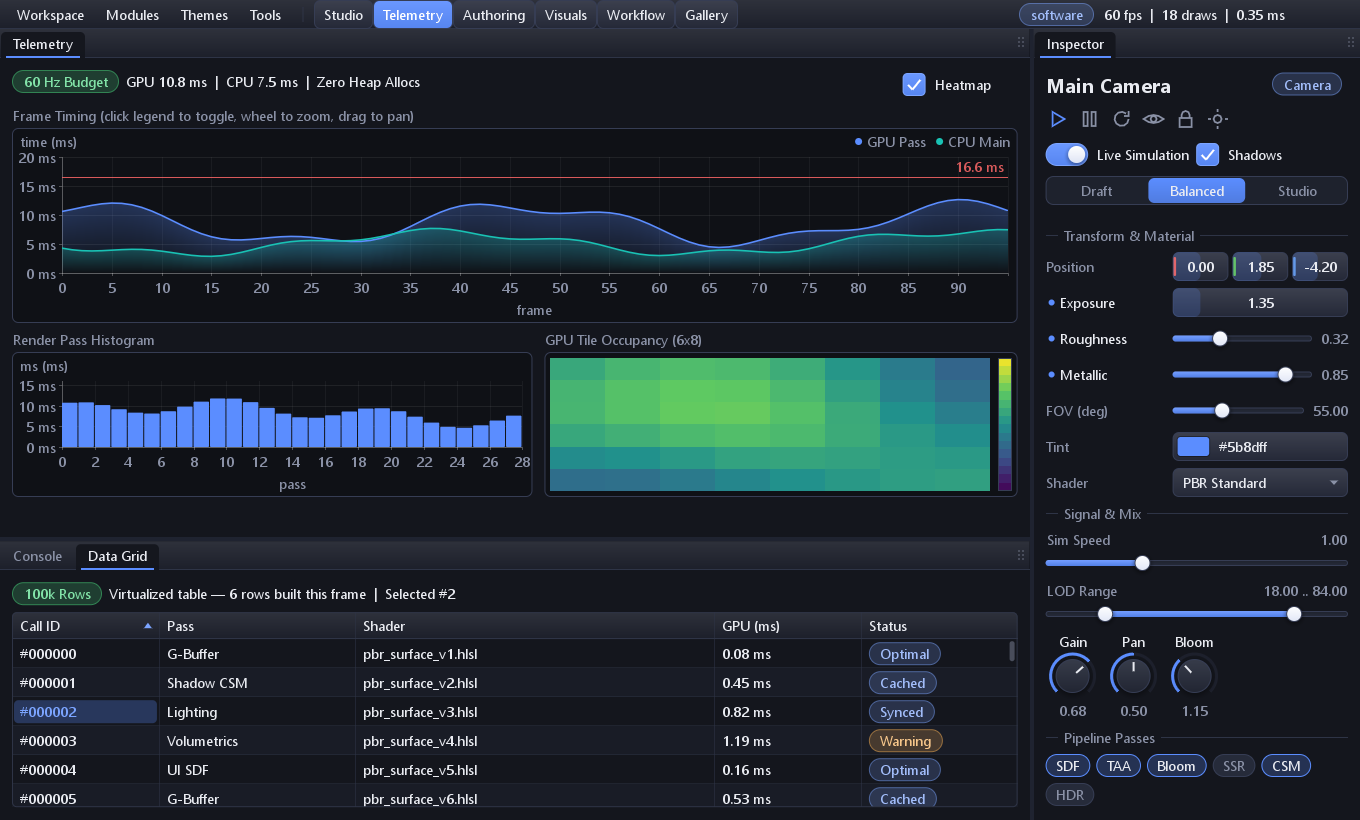 Workspace Modules Themes Tools Studio Telemetry Authoring Visuals Workflow Gallery software 60 fps | 18 draws | 0.35 ms
Telemetry
60 Hz Budget GPU 10.8 ms | CPU 7.5 ms | Zero Heap Allocs Heatmap
Frame Timing (click legend to toggle, wheel to zoom, drag to pan)
time (ms) GPU Pass CPU Main
20 ms
16.6 ms
15 ms
10 ms
5 ms
0 ms
0 5 10 15 20 25 30 35 40 45 50 55 60 65 70 75 80 85 90
frame
Render Pass Histogram
ms (ms)
15 ms
10 ms
5 ms
0 ms
0 2 4 6 8 10 12 14 16 18 20 22 24 26 28
pass
GPU Tile Occupancy (6x8)
Console Data Grid
100k Rows Virtualized table — 6 rows built this frame | Selected #2
Call ID Pass Shader GPU (ms) Status
#000000 G-Buffer pbr_surface_v1.hlsl 0.08 ms Optimal
#000001 Shadow CSM pbr_surface_v2.hlsl 0.45 ms Cached
#000002 Lighting pbr_surface_v3.hlsl 0.82 ms Synced
#000003 Volumetrics pbr_surface_v4.hlsl 1.19 ms Warning
#000004 UI SDF pbr_surface_v5.hlsl 0.16 ms Optimal
#000005 G-Buffer pbr_surface_v6.hlsl 0.53 ms Cached
Inspector
Main Camera Camera
Live Simulation Shadows
Draft Balanced Studio
Transform & Material
Position 0.00 1.85 -4.20
Exposure 1.35
Roughness 0.32
Metallic 0.85
FOV (deg) 55.00
Tint #5b8dff
Shader PBR Standard
Signal & Mix
Sim Speed 1.00
LOD Range 18.00 .. 84.00
Gain Pan Bloom
0.68 0.50 1.15
Pipeline Passes
SDF TAA Bloom SSR CSM
HDR